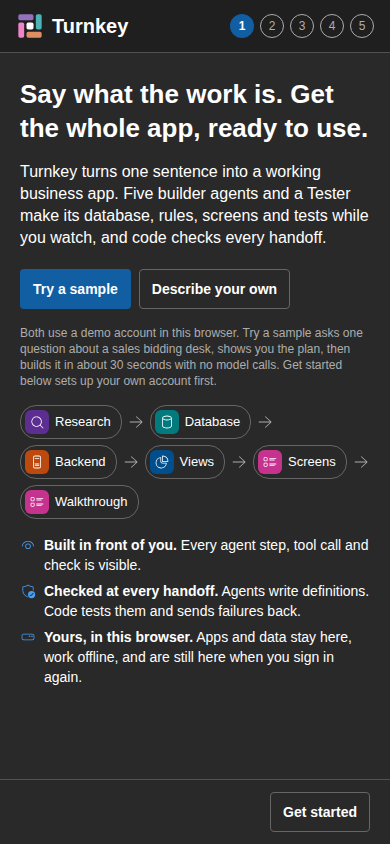 Turnkey
1 2 3 4 5
Say what the work is. Get
the whole app, ready to use.
Turnkey turns one sentence into a working
business app. Five builder agents and a Tester
make its database, rules, screens and tests while
you watch, and code checks every handoff.
Try a sample Describe your own
Both use a demo account in this browser. Try a sample asks one
question about a sales bidding desk, shows you the plan, then
builds it in about 30 seconds with no model calls. Get started
below sets up your own account first.
Research Database
Backend Views Screens
Walkthrough
Built in front of you. Every agent step, tool call and
check is visible.
Checked at every handoff. Agents write definitions.
Code tests them and sends failures back.
Yours, in this browser. Apps and data stay here,
work offline, and are still here when you sign in
again.
Get started